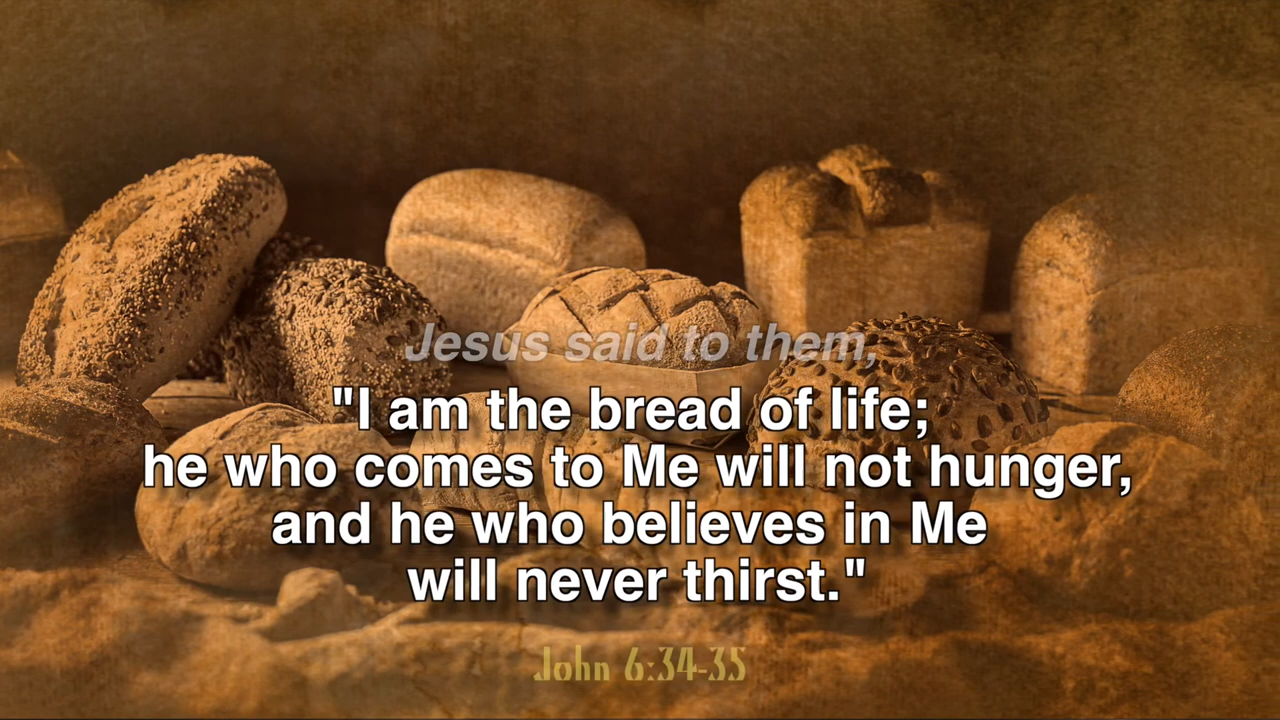 Jesus said to them,
"I am the bread of life;
he who comes to Me will not hunger,
and he who believes in Me
will never thirst."
John 6:34-35